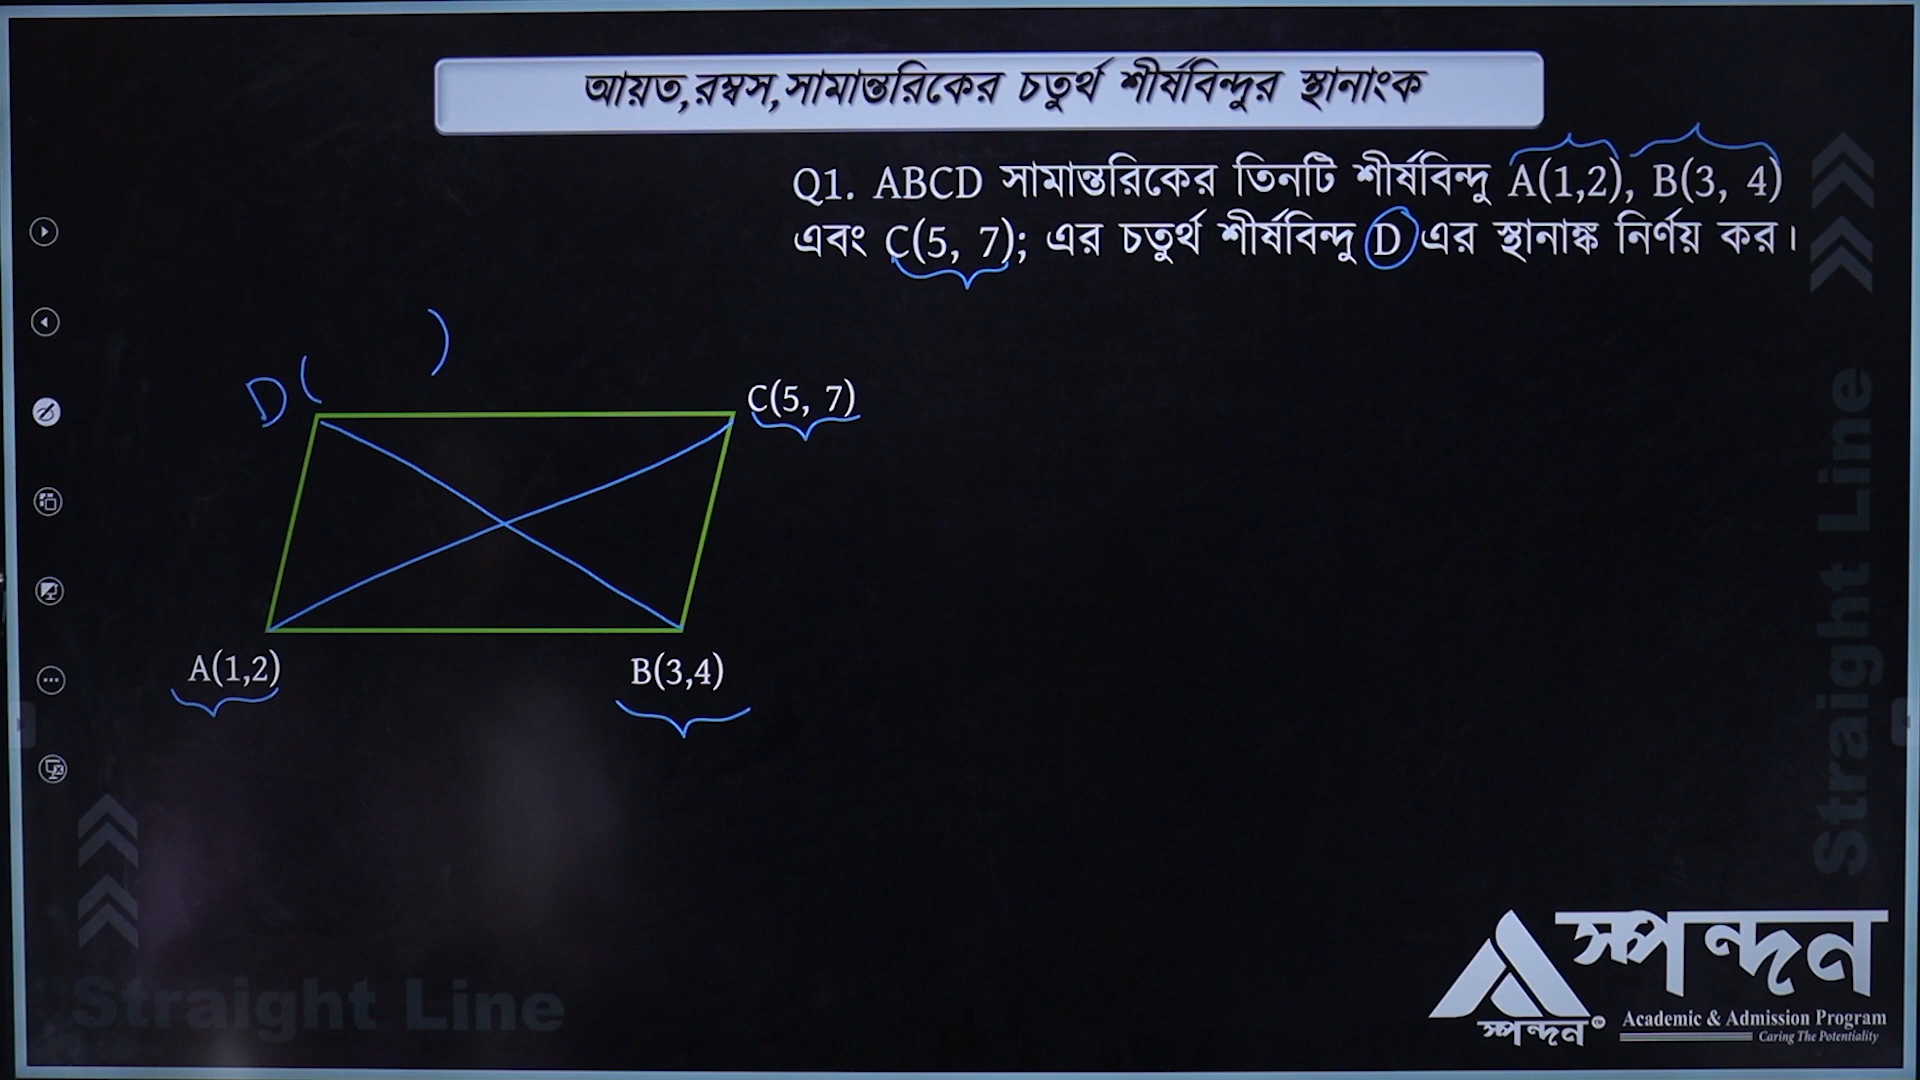 আয়ত,রম্বস,সামান্তরিকের চতুর্থ শীর্ষবিন্দুর স্থানাংক
Q1. ABCD সামান্তরিকের তিনটি শীর্ষবিন্দু A(1,2), B(3, 4)
এবং C(5, 7); এর চতুর্থ শীর্ষবিন্দু D এর স্থানাঙ্ক নির্ণয় কর।
D( )
C(5, 7)
A(1,2)
B(3,4)
Straight Line
Straight Line
স্পন্দন
স্পন্দন
Academic & Admission Program
Caring The Potentiality